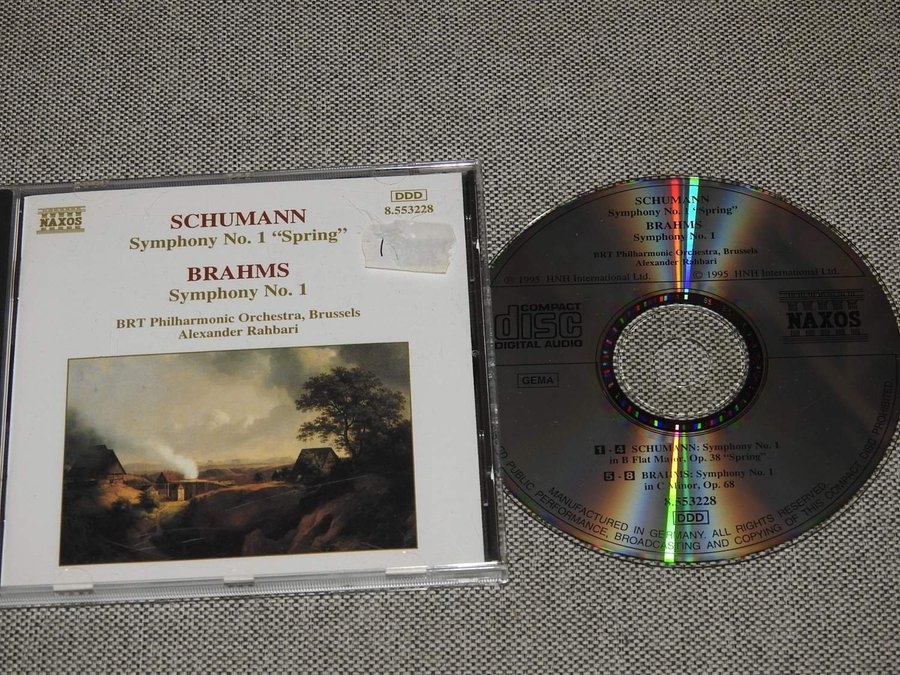 NAXOS
DDD
8.553228
SCHUMANN
Symphony No. 1 “Spring”
1
BRAHMS
Symphony No. 1
BRT Philharmonic Orchestra, Brussels
Alexander Rahbari
SCHUMANN
Symphony No. 1 “Spring”
BRAHMS
Symphony No. 1
BRT Philharmonic Orchestra, Brussels
Alexander Rahbari
℗ 1995 HNH International Ltd.
© 1995 HNH International Ltd.
COMPACT
disc
DIGITAL AUDIO
NAXOS
GEMA
1 - 4 SCHUMANN: Symphony No. 1
in B Flat Major, Op. 38 “Spring”
5 - 8 BRAHMS: Symphony No. 1
in C Minor, Op. 68
8.553228
DDD
MANUFACTURED IN GERMANY. ALL RIGHTS RESERVED
PUBLIC PERFORMANCE, BROADCASTING AND COPYING OF THIS COMPACT DISC PROHIBITED